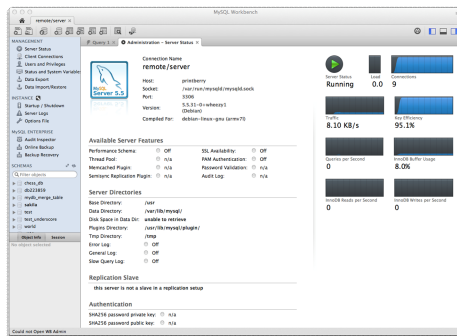 MySQL Workbench
remote/server
MANAGEMENT
Server Status
Client Connections
Users and Privileges
Status and System Variable
Data Export
Data Import/Restore
INSTANCE
Startup / Shutdown
Server Logs
Options File
MySQL ENTERPRISE
Audit Inspector
Online Backup
Backup Recovery
SCHEMAS
Filter objects
chess_db
db223859
mydb_merge_table
sakila
test
test_underscore
world
Object Info Session
No object selected
Query 1 Administration - Server Status
MySQL
Server 5.5
Connection Name
remote/server
Host: printberry
Socket: /var/run/mysqld/mysqld.sock
Port: 3306
Version: 5.5.31-0+wheezy1
(Debian)
Compiled For: debian-linux-gnu (armv7l)
Available Server Features
Performance Schema: Off SSL Availability: Off
Thread Pool: n/a PAM Authentication: Off
Memcached Plugin: n/a Password Validation: n/a
Semisync Replication Plugin: n/a Audit Log: n/a
Server Directories
Base Directory: /usr
Data Directory: /var/lib/mysql/
Disk Space in Data Dir: unable to retrieve
Plugins Directory: /usr/lib/mysql/plugin/
Tmp Directory: /tmp
Error Log: Off
General Log: Off
Slow Query Log: Off
Replication Slave
this server is not a slave in a replication setup
Authentication
SHA256 password private key: n/a
SHA256 password public key: n/a
Server Status
Running
Load
0.0
Connections
9
Traffic
8.10 KB/s
Key Efficiency
95.1%
Queries per Second
0
InnoDB Buffer Usage
8.0%
InnoDB Reads per Second
0
InnoDB Writes per Second
0
Could not Open WB Admin